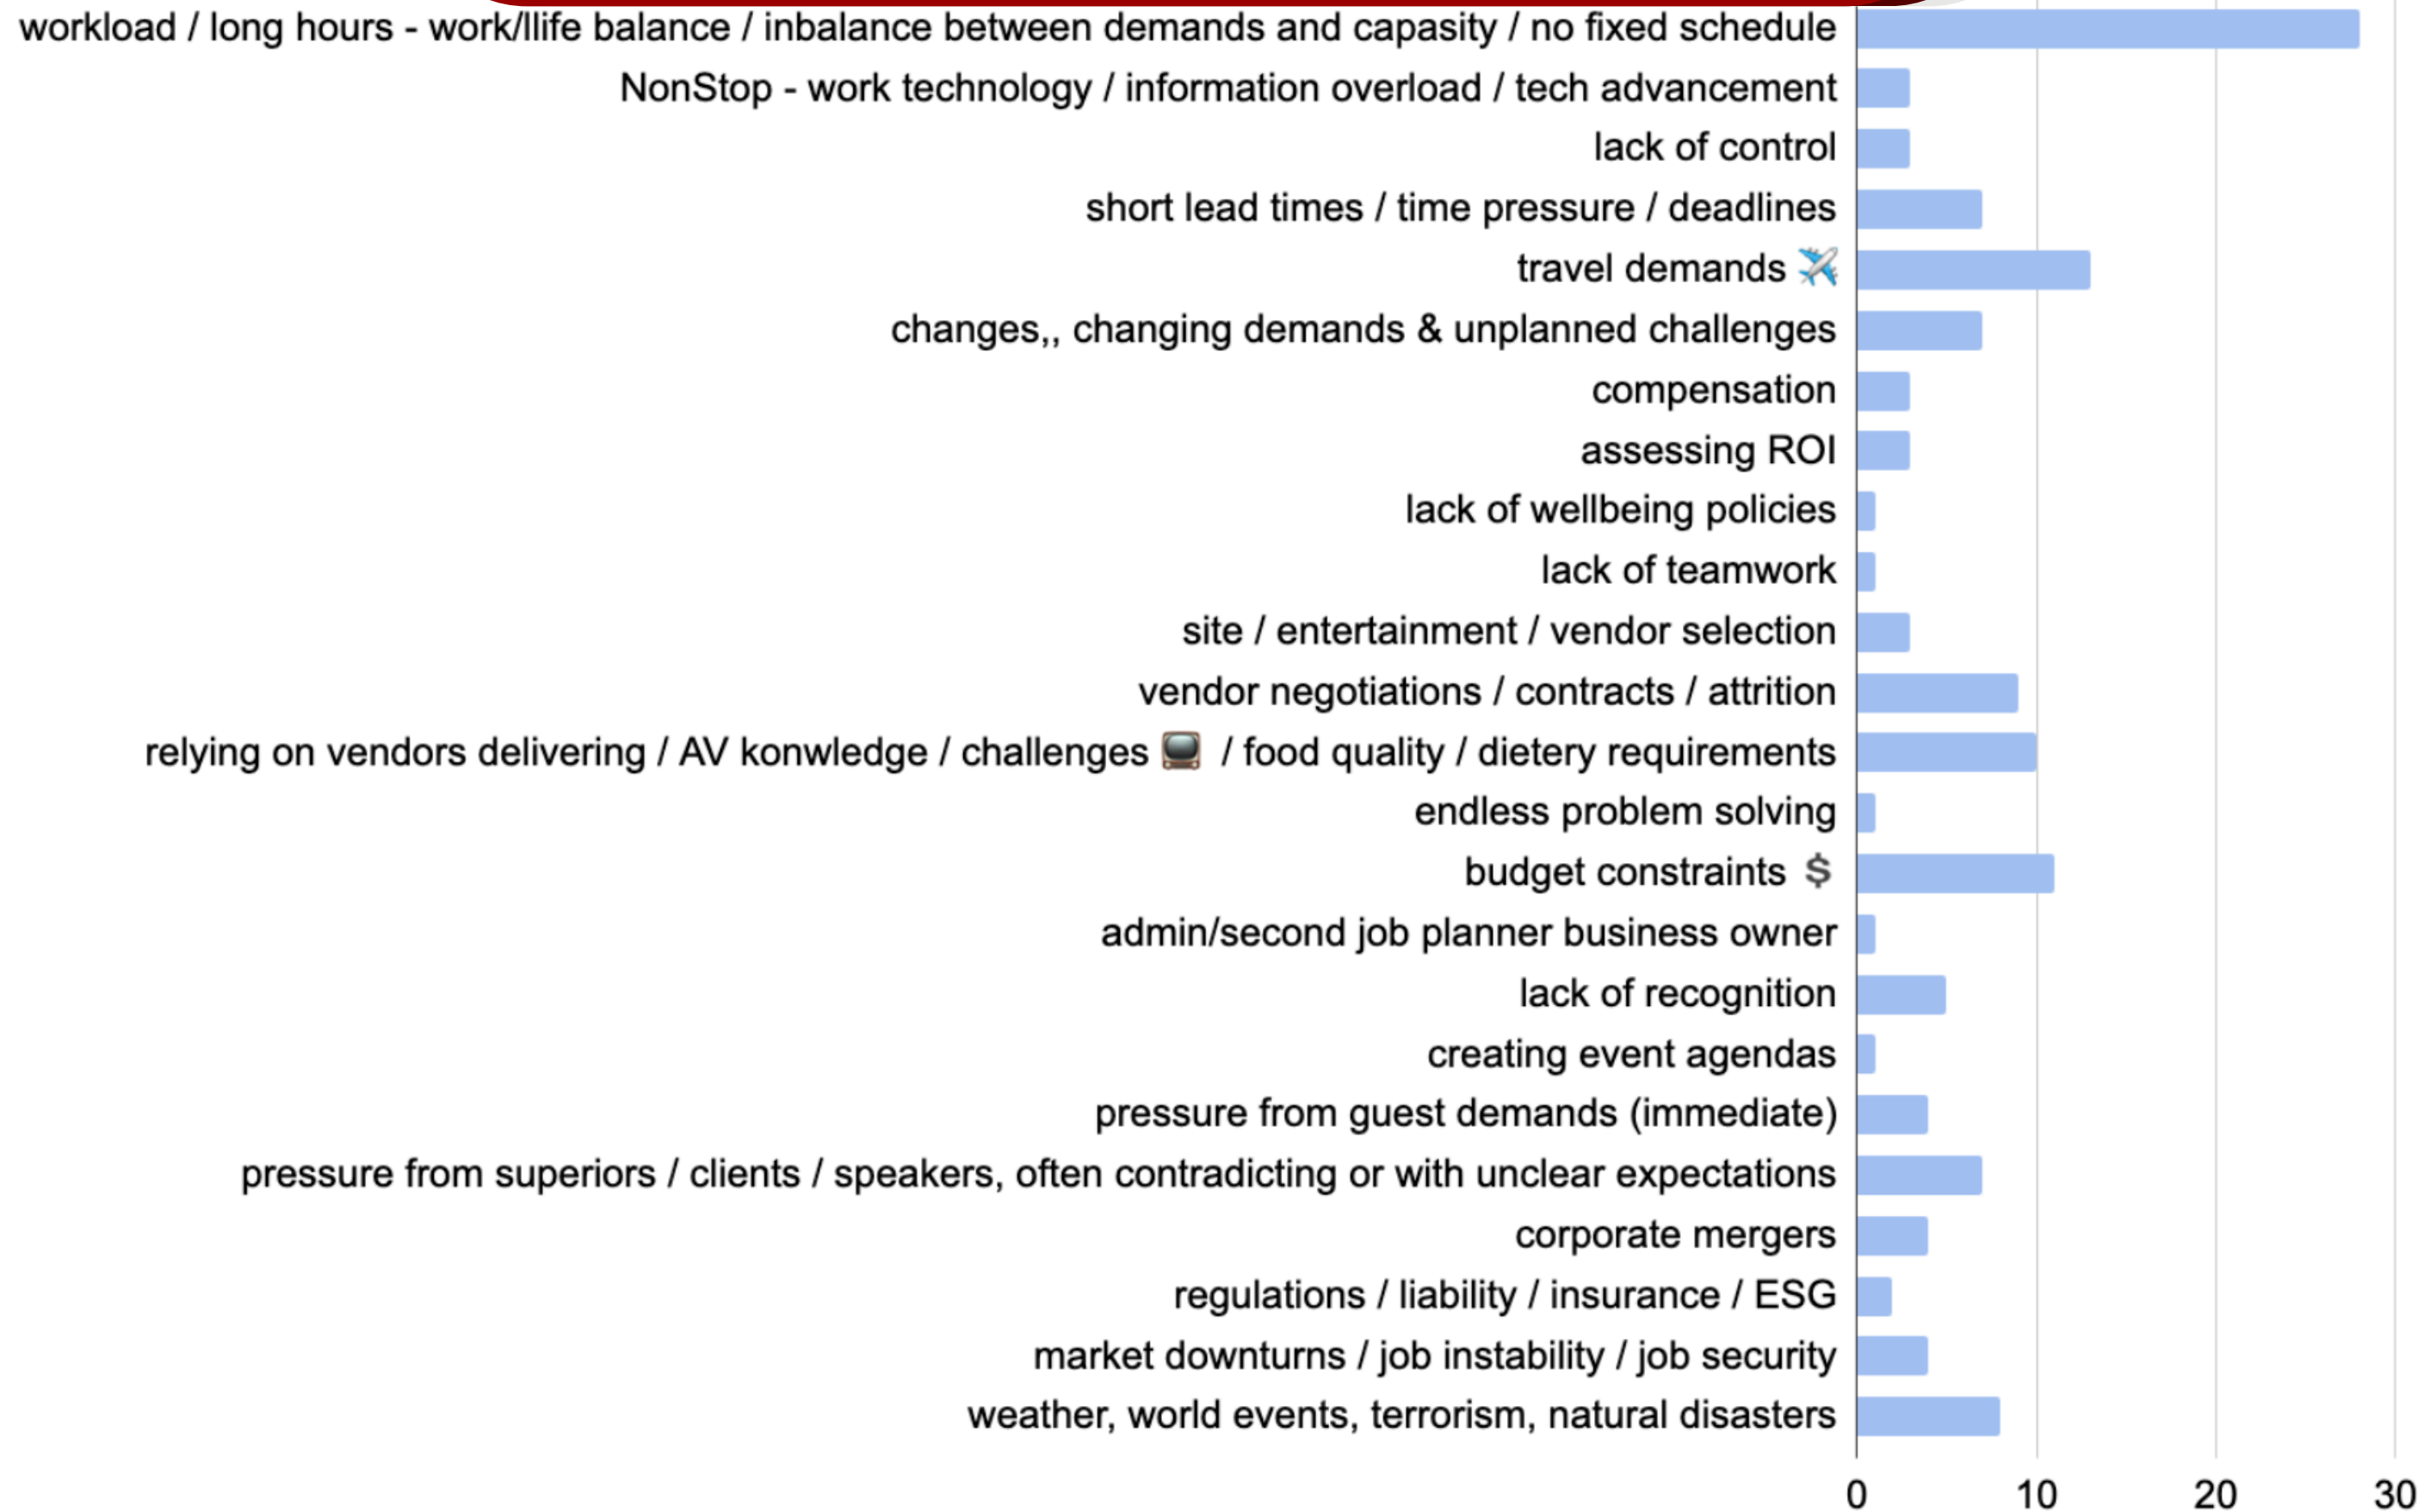 workload / long hours - work/llife balance / inbalance between demands and capasity / no fixed schedule
NonStop - work technology / information overload / tech advancement
lack of control
short lead times / time pressure / deadlines
travel demands ✈️
changes,, changing demands & unplanned challenges
compensation
assessing ROI
lack of wellbeing policies
lack of teamwork
site / entertainment / vendor selection
vendor negotiations / contracts / attrition
relying on vendors delivering / AV konwledge / challenges 📺 / food quality / dietery requirements
endless problem solving
budget constraints 💲
admin/second job planner business owner
lack of recognition
creating event agendas
pressure from guest demands (immediate)
pressure from superiors / clients / speakers, often contradicting or with unclear expectations
corporate mergers
regulations / liability / insurance / ESG
market downturns / job instability / job security
weather, world events, terrorism, natural disasters
0 10 20 30